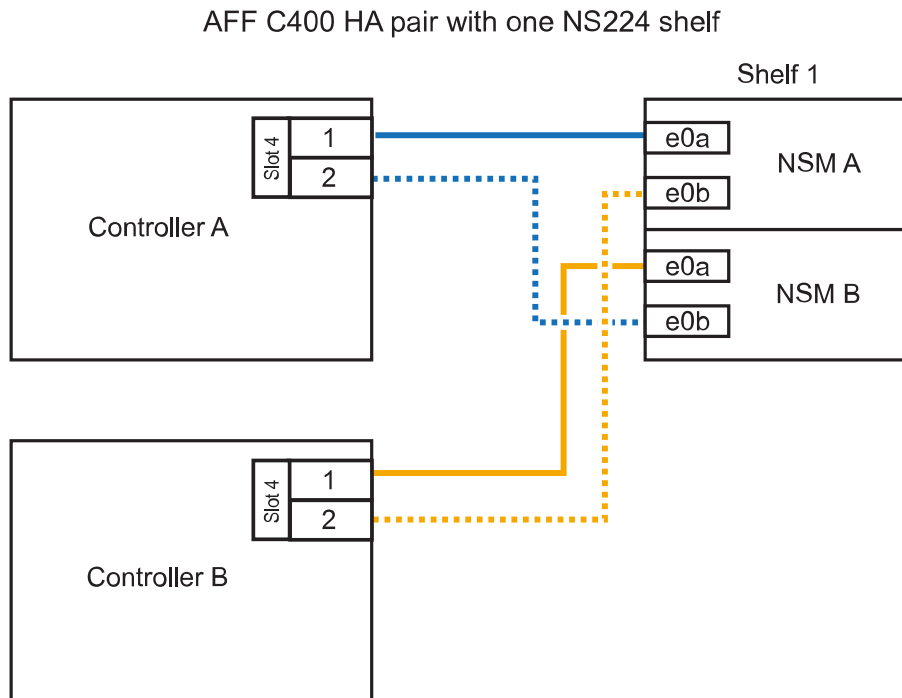 AFF C400 HA pair with one NS224 shelf
Shelf 1
Slot 4
1
2
Controller A
e0a
e0b
NSM A
e0a
e0b
NSM B
Slot 4
1
2
Controller B